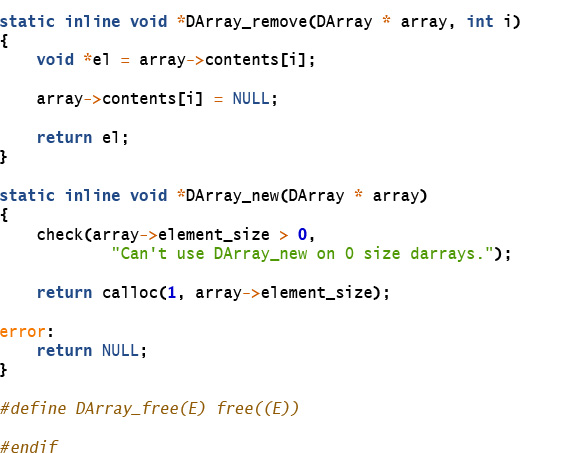 static inline void *DArray_remove(DArray * array, int i)
{
    void *el = array->contents[i];

    array->contents[i] = NULL;

    return el;
}

static inline void *DArray_new(DArray * array)
{
    check(array->element_size > 0,
            "Can't use DArray_new on 0 size darrays.");

    return calloc(1, array->element_size);

error:
    return NULL;
}

#define DArray_free(E) free((E))

#endif